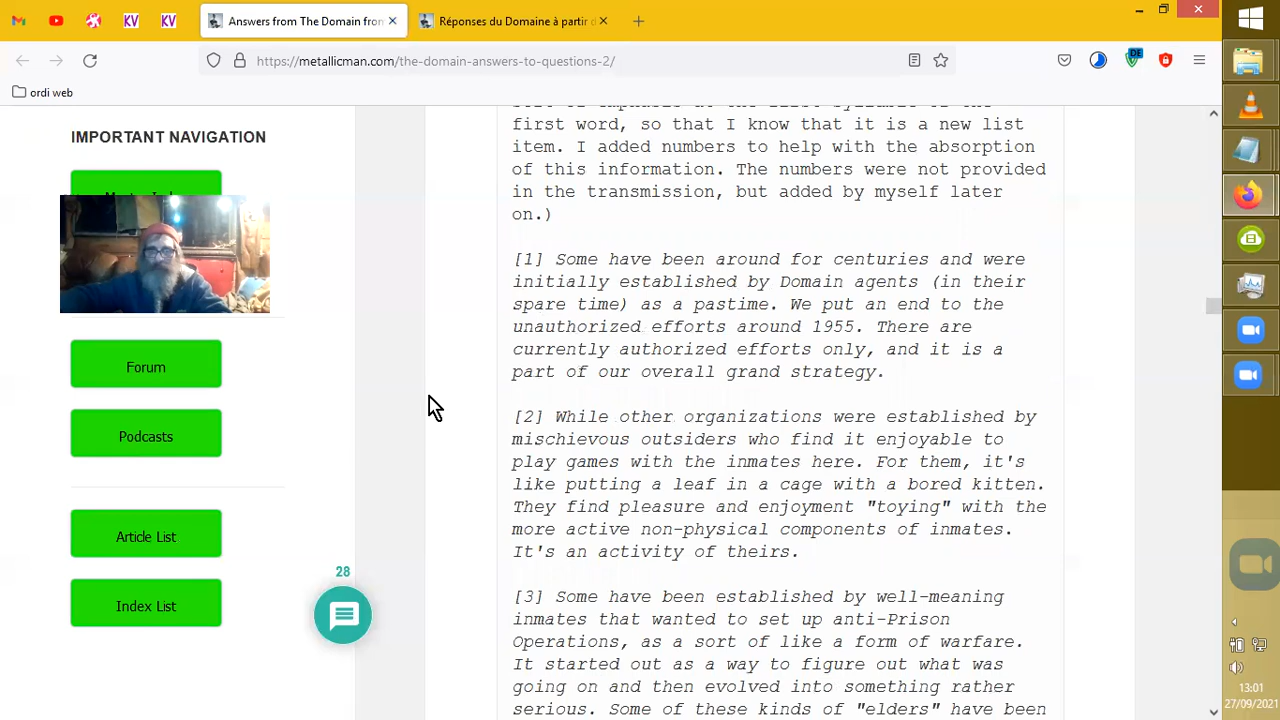 KV
KV
Answers from The Domain fron
Réponses du Domaine à partir d
https://metallicman.com/the-domain-answers-to-questions-2/
DE
ordi web
IMPORTANT NAVIGATION
Forum
Podcasts
Article List
Index List
28
first word, so that I know that it is a new list
item. I added numbers to help with the absorption
of this information. The numbers were not provided
in the transmission, but added by myself later
on.)
[1] Some have been around for centuries and were
initially established by Domain agents (in their
spare time) as a pastime. We put an end to the
unauthorized efforts around 1955. There are
currently authorized efforts only, and it is a
part of our overall grand strategy.
[2] While other organizations were established by
mischievous outsiders who find it enjoyable to
play games with the inmates here. For them, it's
like putting a leaf in a cage with a bored kitten.
They find pleasure and enjoyment "toying" with the
more active non-physical components of inmates.
It's an activity of theirs.
[3] Some have been established by well-meaning
inmates that wanted to set up anti-Prison
Operations, as a sort of like a form of warfare.
It started out as a way to figure out what was
going on and then evolved into something rather
serious. Some of these kinds of "elders" have been
13:01
27/09/2021